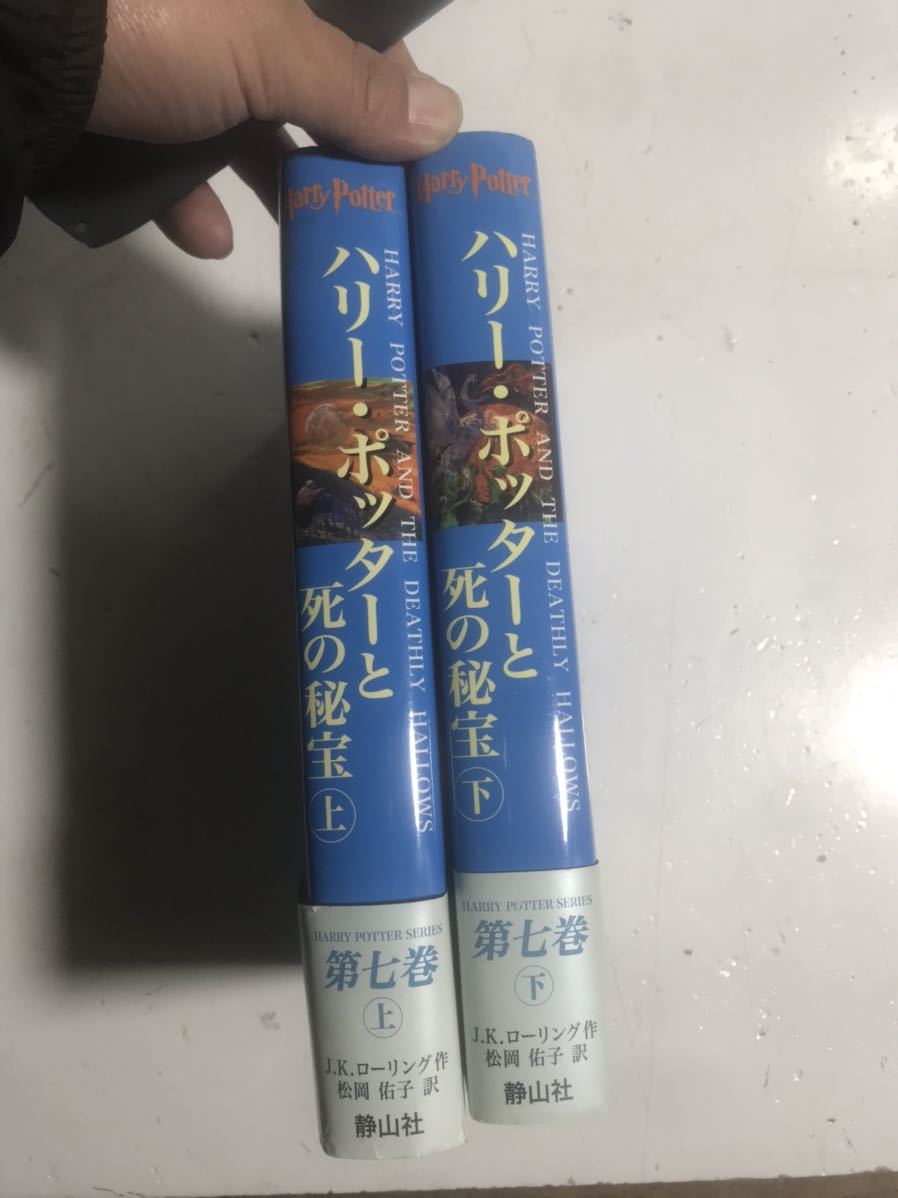 Harry Potter
ハリー・ポッターと
死の秘宝 上
HARRY POTTER AND THE DEATHLY HALLOWS
HARRY POTTER SERIES
第七巻
上
J.K.ローリング作
松岡 佑子 訳
静山社
Harry Potter
ハリー・ポッターと
死の秘宝 下
HARRY POTTER AND THE DEATHLY HALLOWS
HARRY POTTER SERIES
第七巻
下
J.K.ローリング作
松岡 佑子 訳
静山社